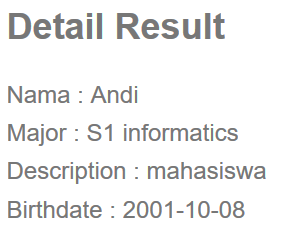 Detail Result
Nama : Andi
Major : S1 informatics
Description : mahasiswa
Birthdate : 2001-10-08